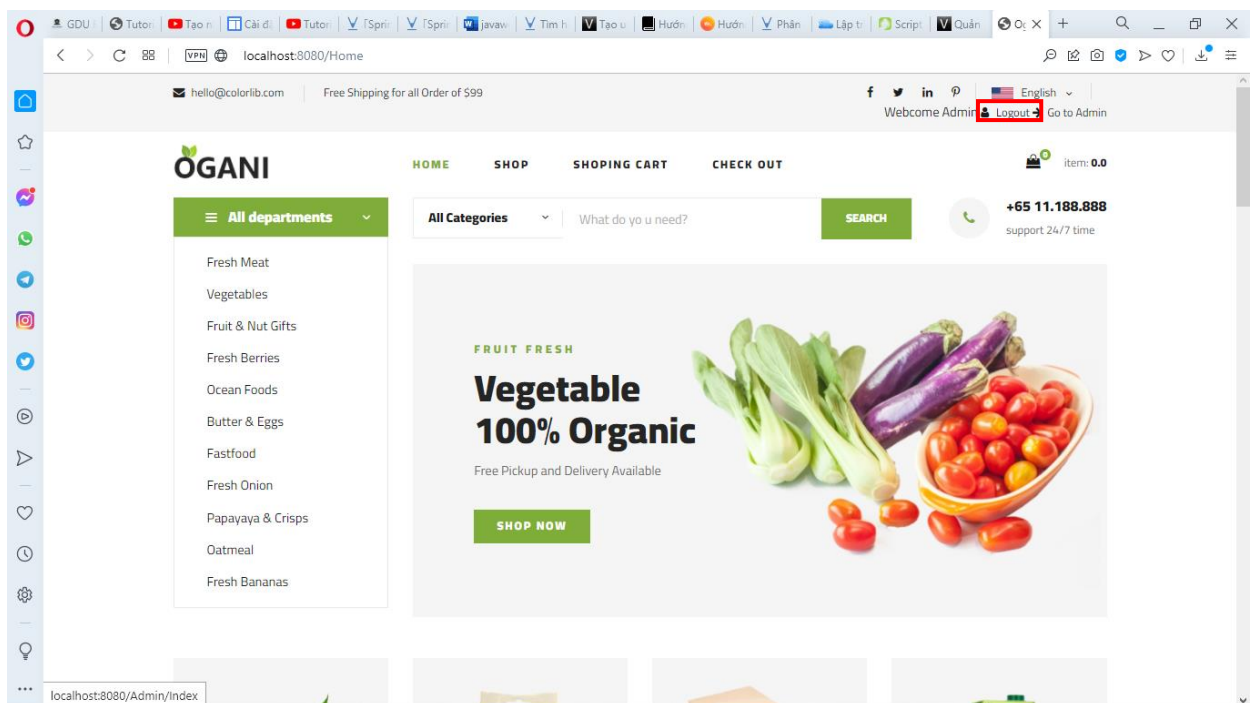 GDU
Tutor
Tạo n
Cài đ
Tutor
[Sprin
[Sprin
javaw
Tìm h
Tạo u
Hướn
Hướn
Phân
Lập tr
Script
Quản
VPN
localhost:8080/Home
hello@colorlib.com
Free Shipping for all Order of $99
English
Webcome Admin
Logout
Go to Admin
OGANI
HOME
SHOP
SHOPING CART
CHECK OUT
0
item: 0.0
All departments
All Categories
What do yo u need?
SEARCH
+65 11.188.888
support 24/7 time
Fresh Meat
Vegetables
Fruit & Nut Gifts
Fresh Berries
Ocean Foods
Butter & Eggs
Fastfood
Fresh Onion
Papayaya & Crisps
Oatmeal
Fresh Bananas
FRUIT FRESH
Vegetable
100% Organic
Free Pickup and Delivery Available
SHOP NOW
localhost:8080/Admin/Index